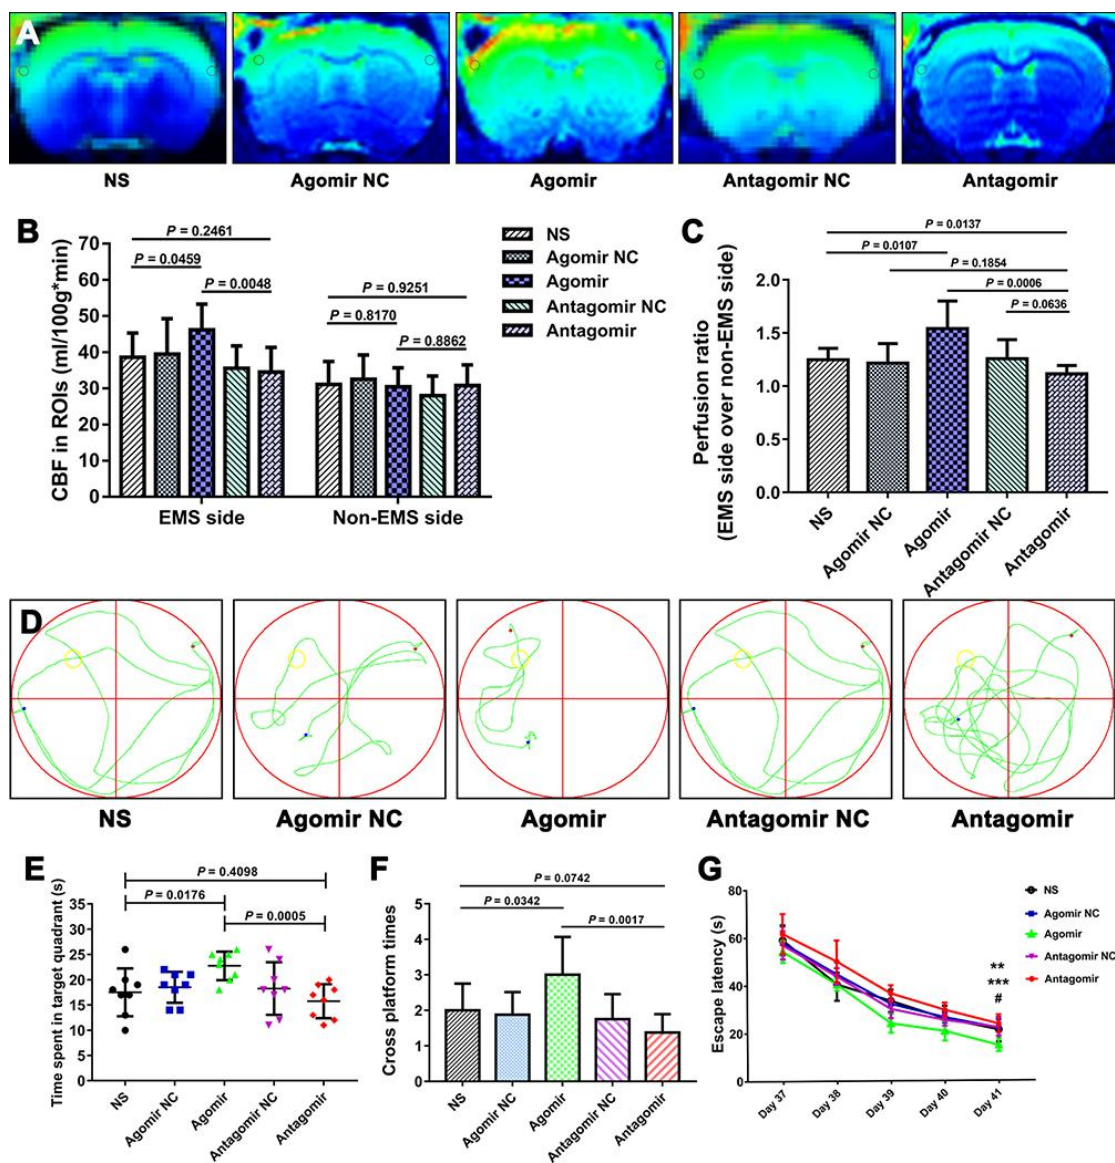 A
NS
Agomir NC
Agomir
Antagomir NC
Antagomir
B
CBF in ROIs (ml/100g*min)
70
60
50
40
30
20
10
0
P = 0.2461
P = 0.0459
P = 0.0048
P = 0.9251
P = 0.8170
P = 0.8862
EMS side
Non-EMS side
NS
Agomir NC
Agomir
Antagomir NC
Antagomir
C
Perfusion ratio
(EMS side over non-EMS side)
2.0
1.5
1.0
0.5
0.0
P = 0.0137
P = 0.0107
P = 0.1854
P = 0.0006
P = 0.0636
NS
Agomir NC
Agomir
Antagomir NC
Antagomir
D
NS
Agomir NC
Agomir
Antagomir NC
Antagomir
E
Time spent in target quadrant (s)
35
30
25
20
15
10
5
0
P = 0.4098
P = 0.0176
P = 0.0005
NS
Agomir NC
Agomir
Antagomir NC
Antagomir
F
Cross platform times
5
4
3
2
1
0
P = 0.0742
P = 0.0342
P = 0.0017
NS
Agomir NC
Agomir
Antagomir NC
Antagomir
G
Escape latency (s)
80
60
40
20
0
NS
Agomir NC
Agomir
Antagomir NC
Antagomir
**
***
#
Day 37
Day 38
Day 39
Day 40
Day 41